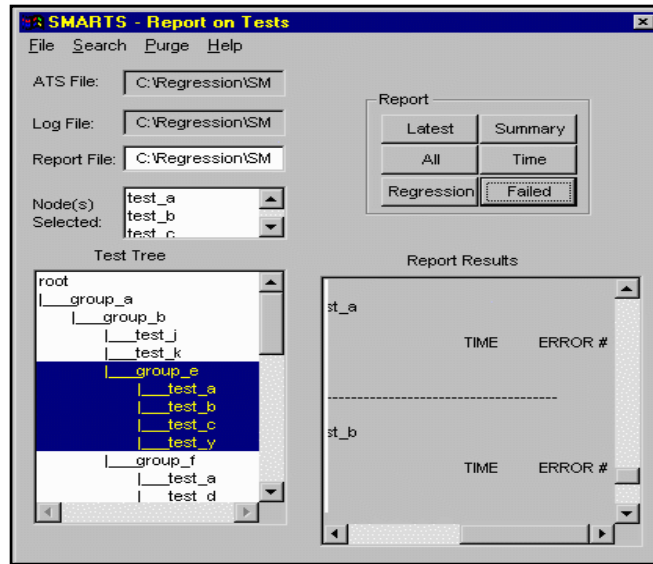 SMARTS - Report on Tests
File Search Purge Help
ATS File: C:\Regression\SM
Log File: C:\Regression\SM
Report File: C:\Regression\SM
Node(s)
Selected:
test_a
test_b
test_c
Report
Latest Summary
All Time
Regression Failed
Test Tree
root
|___group_a
|___group_b
|___test_j
|___test_k
|___group_e
|___test_a
|___test_b
|___test_c
|___test_y
|___group_f
|___test_a
|___test_d
Report Results
st_a
TIME ERROR #
----------------------------------------
st_b
TIME ERROR #